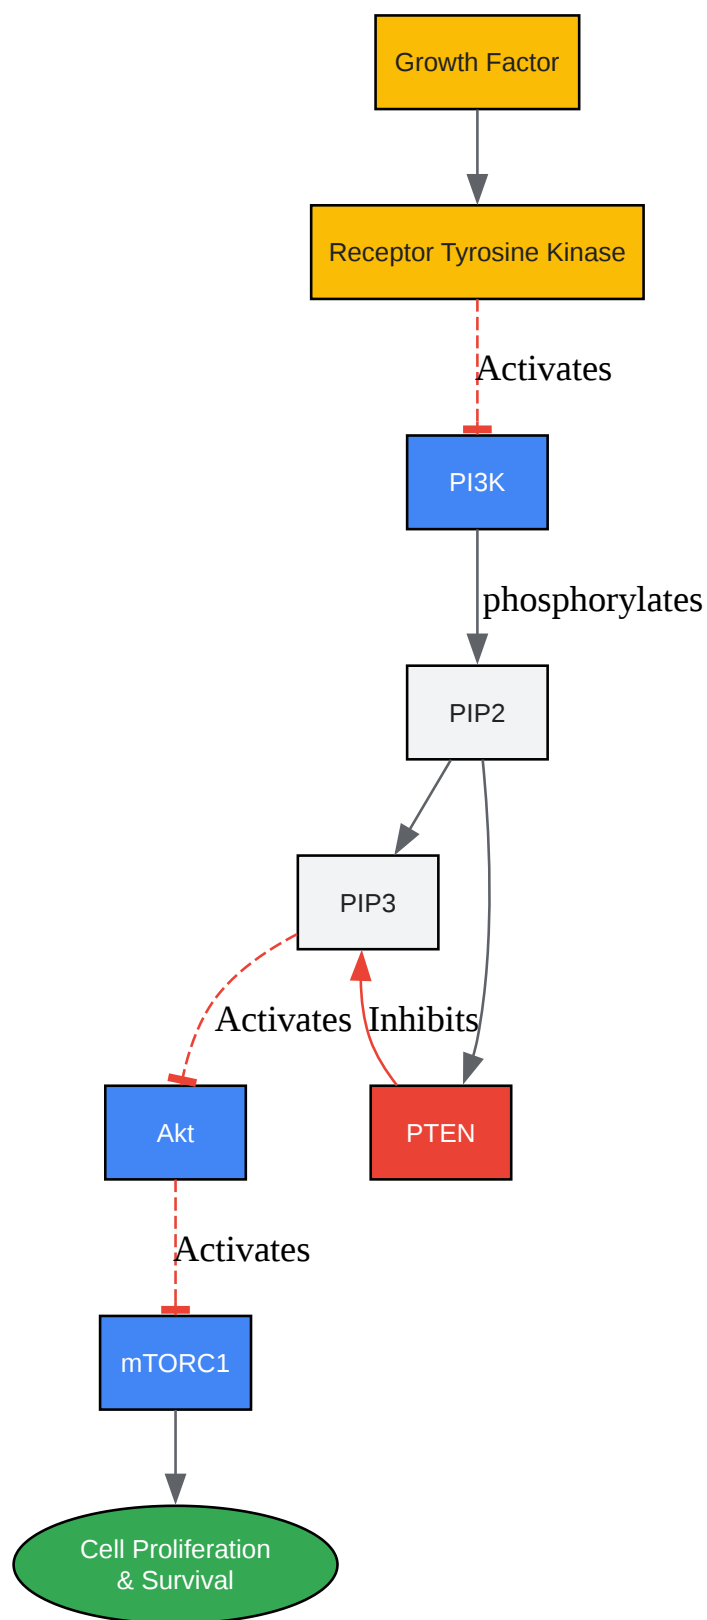 Growth Factor
Receptor Tyrosine Kinase
Activates
PI3K
phosphorylates
PIP2
PIP3
Activates
Inhibits
Akt
PTEN
Activates
mTORC1
Cell Proliferation
& Survival